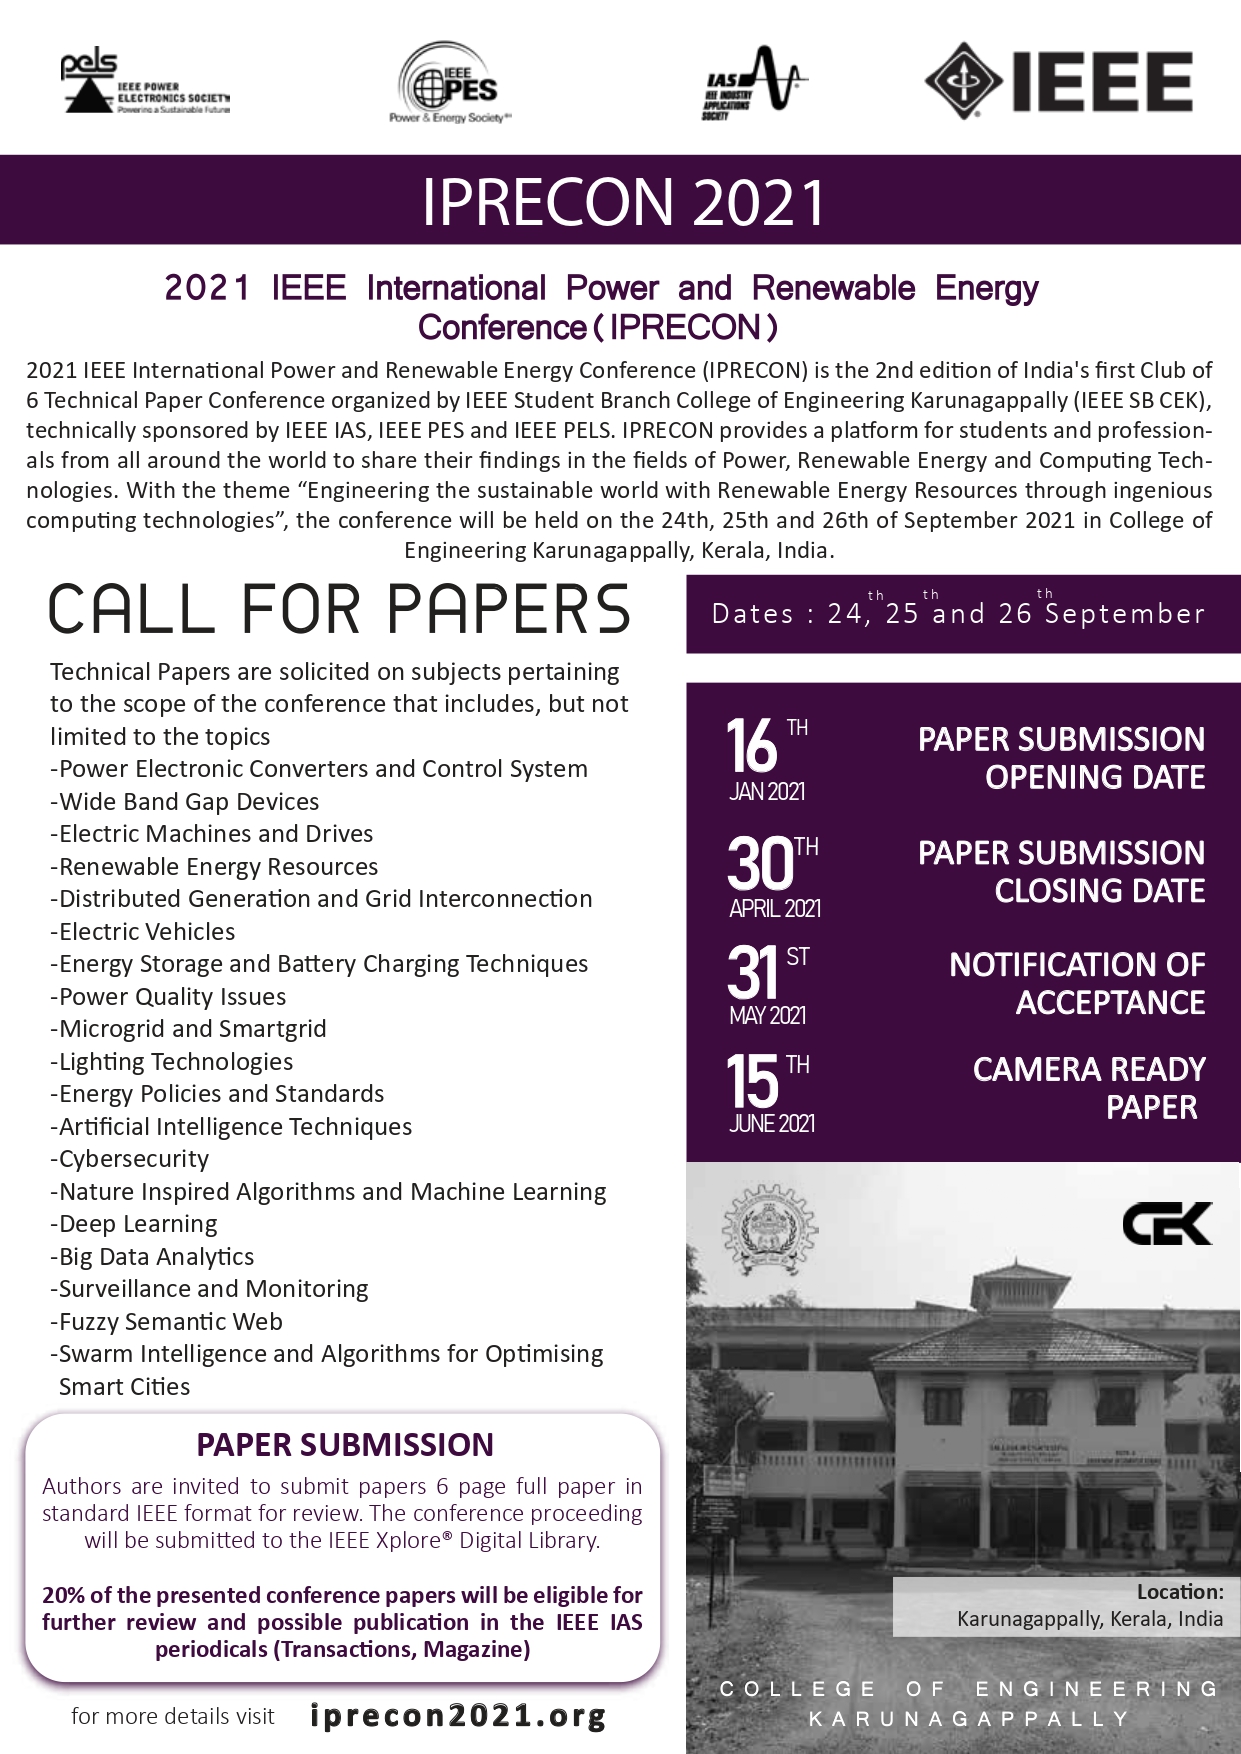 pels
IEEE POWER
ELECTRONICS SOCIETY
Powering a Sustainable Future
IEEE
PES
Power & Energy Society
IAS
IEEE INDUSTRY
APPLICATIONS
SOCIETY
IEEE
IPRECON 2021
2021 IEEE International Power and Renewable Energy
Conference(IPRECON)
2021 IEEE International Power and Renewable Energy Conference (IPRECON) is the 2nd edition of India's first Club of
6 Technical Paper Conference organized by IEEE Student Branch College of Engineering Karunagappally (IEEE SB CEK),
technically sponsored by IEEE IAS, IEEE PES and IEEE PELS. IPRECON provides a platform for students and profession-
als from all around the world to share their findings in the fields of Power, Renewable Energy and Computing Tech-
nologies. With the theme “Engineering the sustainable world with Renewable Energy Resources through ingenious
computing technologies”, the conference will be held on the 24th, 25th and 26th of September 2021 in College of
Engineering Karunagappally, Kerala, India.
CALL FOR PAPERS
Technical Papers are solicited on subjects pertaining
to the scope of the conference that includes, but not
limited to the topics
-Power Electronic Converters and Control System
-Wide Band Gap Devices
-Electric Machines and Drives
-Renewable Energy Resources
-Distributed Generation and Grid Interconnection
-Electric Vehicles
-Energy Storage and Battery Charging Techniques
-Power Quality Issues
-Microgrid and Smartgrid
-Lighting Technologies
-Energy Policies and Standards
-Artificial Intelligence Techniques
-Cybersecurity
-Nature Inspired Algorithms and Machine Learning
-Deep Learning
-Big Data Analytics
-Surveillance and Monitoring
-Fuzzy Semantic Web
-Swarm Intelligence and Algorithms for Optimising
Smart Cities
PAPER SUBMISSION
Authors are invited to submit papers 6 page full paper in
standard IEEE format for review. The conference proceeding
will be submitted to the IEEE Xplore® Digital Library.
20% of the presented conference papers will be eligible for
further review and possible publication in the IEEE IAS
periodicals (Transactions, Magazine)
for more details visit iprecon2021.org
Dates : 24th, 25th and 26th September
16TH
JAN 2021
PAPER SUBMISSION
OPENING DATE
30TH
APRIL 2021
PAPER SUBMISSION
CLOSING DATE
31ST
MAY 2021
NOTIFICATION OF
ACCEPTANCE
15TH
JUNE 2021
CAMERA READY
PAPER
CEK
Location:
Karunagappally, Kerala, India
COLLEGE OF ENGINEERING
KARUNAGAPPALLY